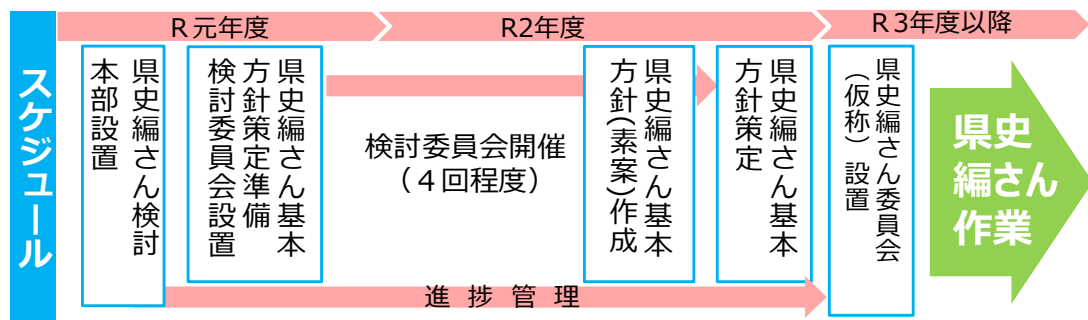 スケジュール
R元年度
R2年度
R3年度以降
県史編さん検討
本部設置
県史編さん基本
方針策定準備
検討委員会設置
検討委員会開催
（４回程度）
県史編さん基本
方針(素案)作成
県史編さん基本
方針策定
県史編さん委員会
（仮称）設置
県史
編さん
作業
進捗管理